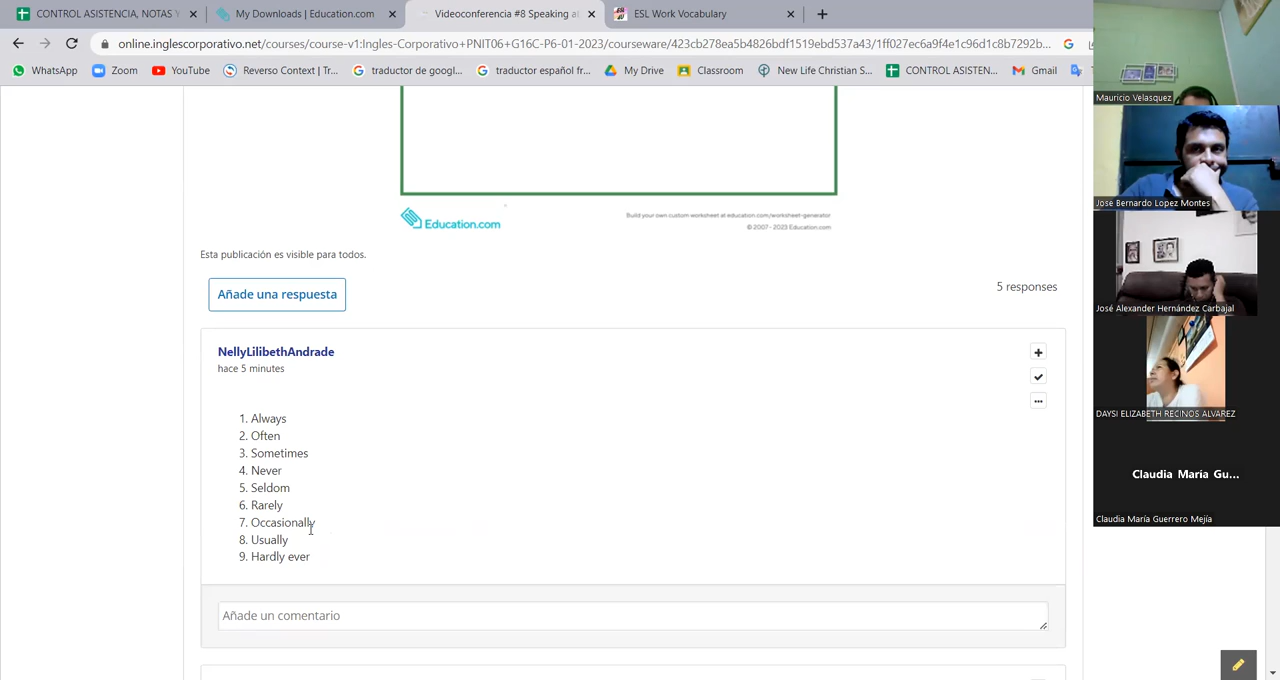 CONTROL ASISTENCIA, NOTAS Y
My Downloads | Education.com
Videoconferencia #8 Speaking at
ESL Work Vocabulary
online.inglescorporativo.net/courses/course-v1:Ingles-Corporativo+PNIT06+G16C-P6-01-2023/courseware/423cb278ea5b4826bdf1519ebd537a43/1ff027ec6a9f4e1c96d1c8b7292b...
WhatsApp
Zoom
YouTube
Reverso Context | Tr...
traductor de googl...
traductor español fr...
My Drive
Classroom
New Life Christian S...
CONTROL ASISTEN...
Gmail
Education.com
Build your own custom worksheet at education.com/worksheet-generator
© 2007 - 2023 Education.com
Esta publicación es visible para todos.
Añade una respuesta
5 responses
NellyLilibethAndrade
hace 5 minutes
1. Always
2. Often
3. Sometimes
4. Never
5. Seldom
6. Rarely
7. Occasionally
8. Usually
9. Hardly ever
Añade un comentario
Mauricio Velasquez
Jose Bernardo Lopez Montes
José Alexander Hernández Carbajal
DAYSI ELIZABETH RECINOS ALVAREZ
Claudia María Gu...
Claudia María Guerrero Mejía